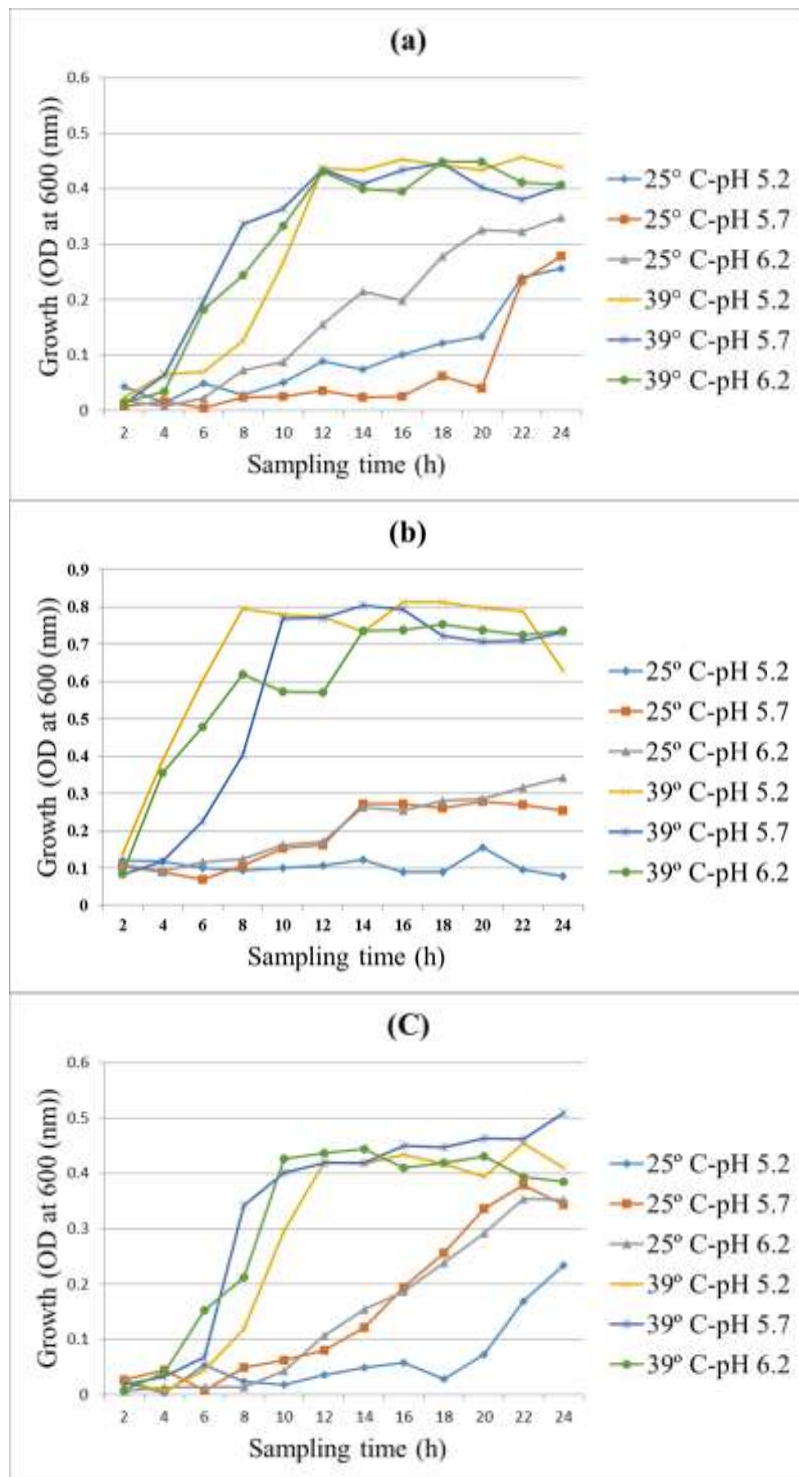 (a)
0.6
0.5
0.4
0.3
0.2
0.1
0
2 4 6 8 10 12 14 16 18 20 22 24
Growth (OD at 600 (nm))
Sampling time (h)
25° C-pH 5.2
25° C-pH 5.7
25° C-pH 6.2
39° C-pH 5.2
39° C-pH 5.7
39° C-pH 6.2
(b)
0.9
0.8
0.7
0.6
0.5
0.4
0.3
0.2
0.1
0
2 4 6 8 10 12 14 16 18 20 22 24
Growth (OD at 600 (nm))
Sampling time (h)
25º C-pH 5.2
25º C-pH 5.7
25º C-pH 6.2
39º C-pH 5.2
39º C-pH 5.7
39º C-pH 6.2
(C)
0.6
0.5
0.4
0.3
0.2
0.1
0
2 4 6 8 10 12 14 16 18 20 22 24
Growth (OD at 600 (nm))
Sampling time (h)
25º C-pH 5.2
25º C-pH 5.7
25º C-pH 6.2
39º C-pH 5.2
39º C-pH 5.7
39º C-pH 6.2